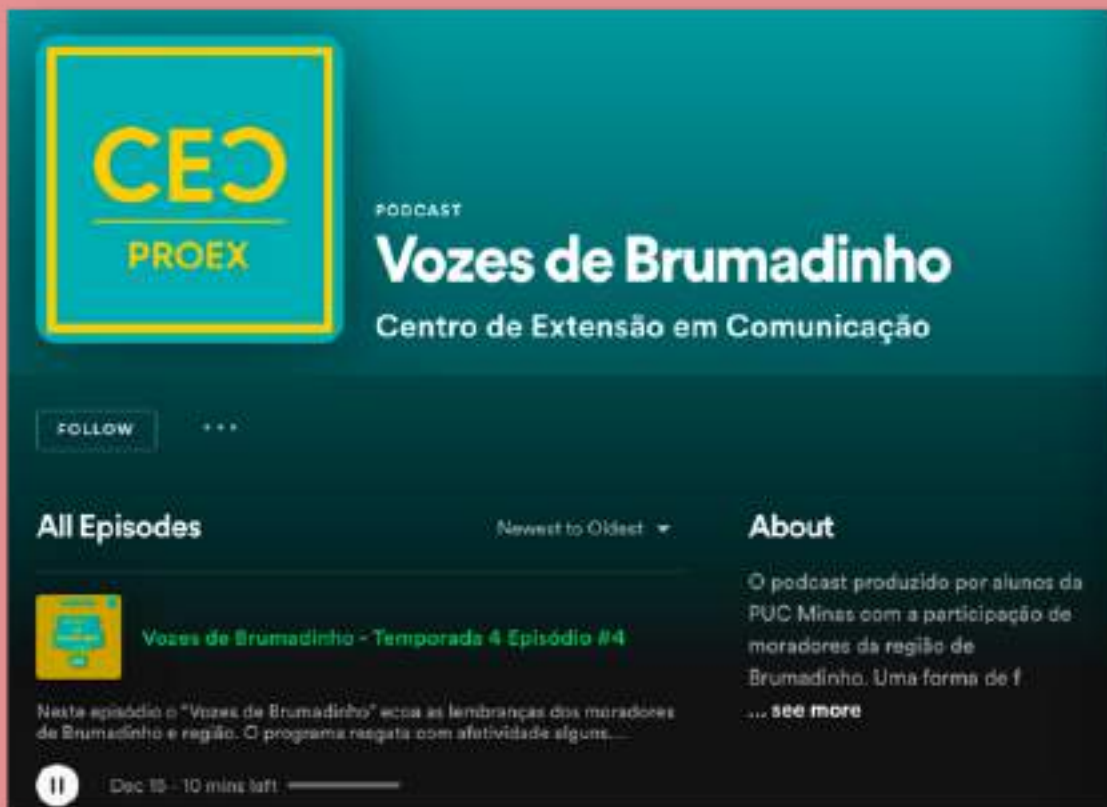 CEC
PROEX
PODCAST
Vozes de Brumadinho
Centro de Extensão em Comunicação
FOLLOW
All Episodes
Newest to Oldest
About
Vozes de Brumadinho - Temporada 4 Episódio #4
Neste episódio o "Vozes de Brumadinho" ecoa as lembranças dos moradores
de Brumadinho e região. O programa resgata com afetividade alguns....
Dec 15 - 10 mins left
O podcast produzido por alunos da
PUC Minas com a participação de
moradores da região de
Brumadinho. Uma forma de f
... see more